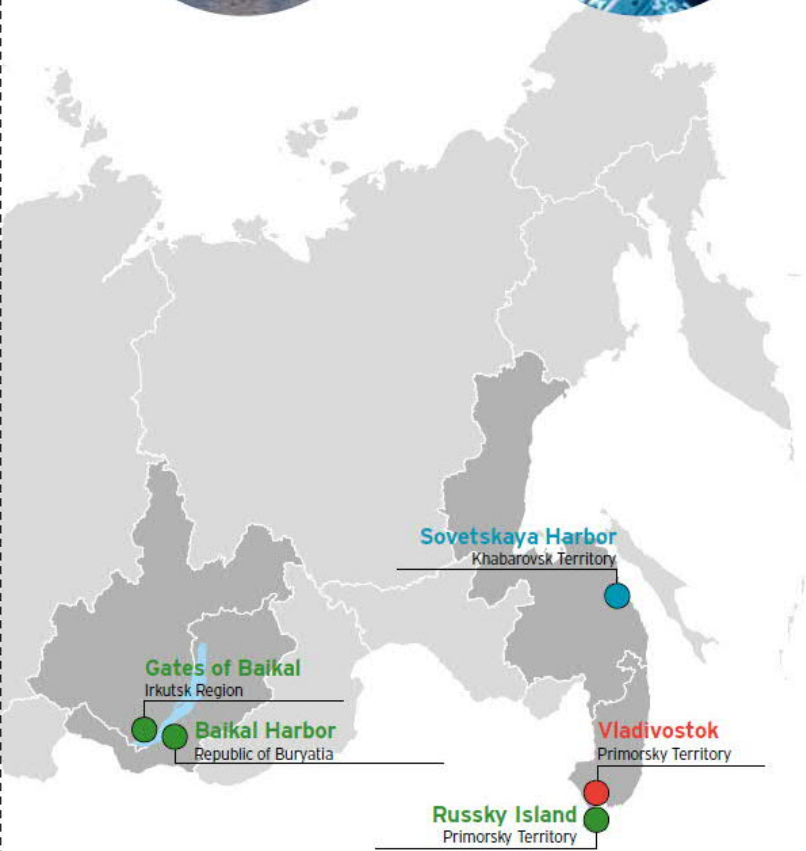 Sovetskaya Harbor
Khabarovsk Territory
Gates of Baikal
Irkutsk Region
Baikal Harbor
Republic of Buryatia
Vladivostok
Primorsky Territory
Russky Island
Primorsky Territory